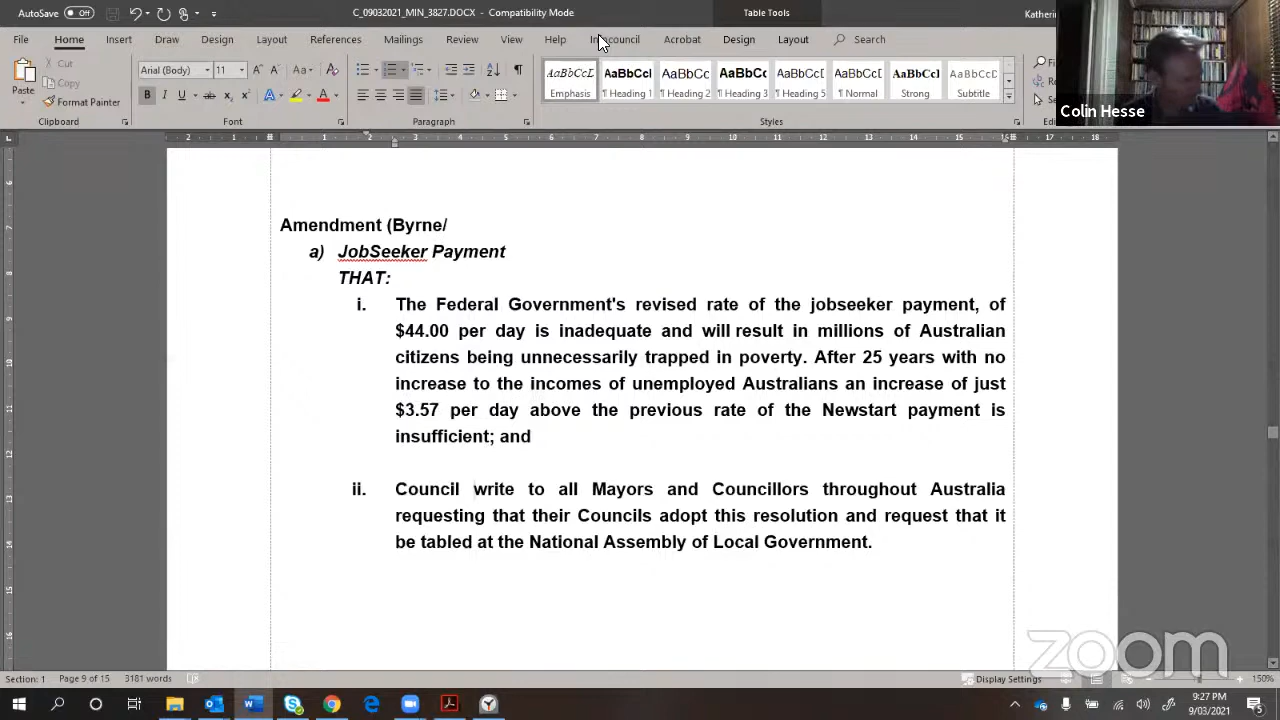 AutoSave Off
C_09032021_MIN_3827.DOCX - Compatibility Mode
Table Tools
Katherin
File Home Insert Draw Design Layout References Mailings Review View Help Acrobat Design Layout Search
Paste
Cut
Copy
Format Painter
Clipboard
Arial (Body) 11
Font
Paragraph
AaBbCcI Emphasis
AaBbCcI ¶ Heading 1
AaBbCc ¶ Heading 2
AaBbCc ¶ Heading 3
AaBbCcI ¶ Heading 5
AaBbCcI ¶ Normal
AaBbCcI Strong
AaBbCcI Subtitle
Styles
Colin Hesse
Amendment (Byrne/
a) JobSeeker Payment
THAT:
i. The Federal Government's revised rate of the jobseeker payment, of
$44.00 per day is inadequate and will result in millions of Australian
citizens being unnecessarily trapped in poverty. After 25 years with no
increase to the incomes of unemployed Australians an increase of just
$3.57 per day above the previous rate of the Newstart payment is
insufficient; and
ii. Council write to all Mayors and Councillors throughout Australia
requesting that their Councils adopt this resolution and request that it
be tabled at the National Assembly of Local Government.
zoom
Section: 1 Page 9 of 15 3181 words Display Settings 150%
9:27 PM
9/03/2021